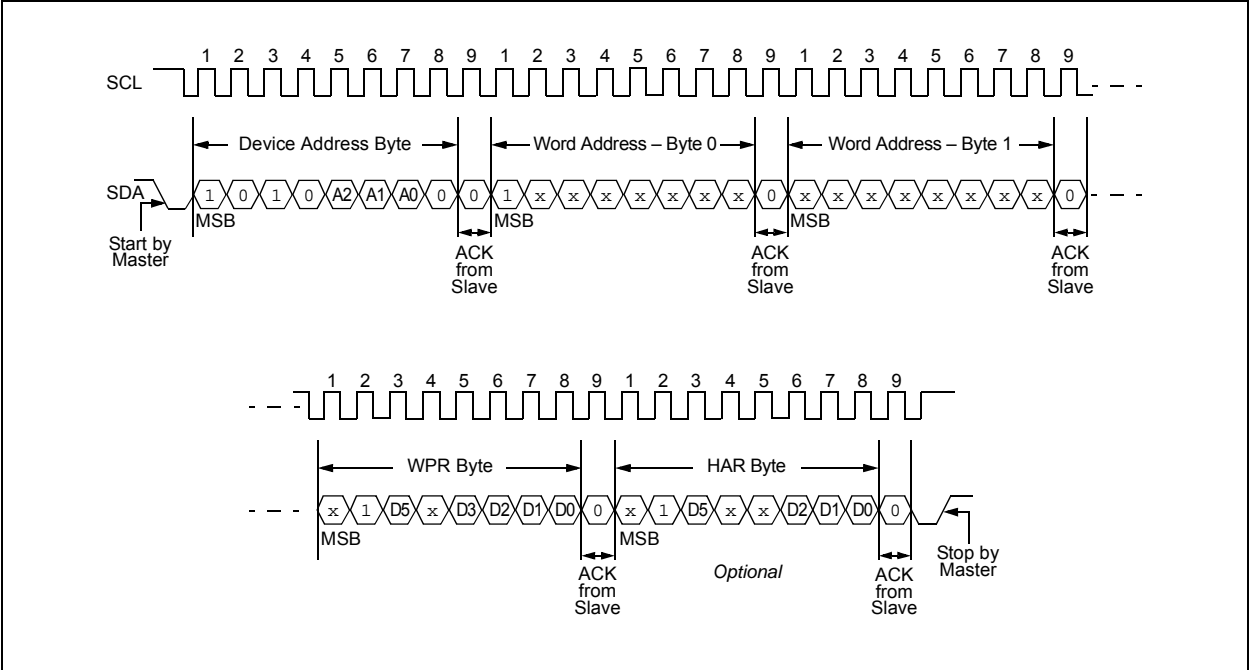 1 2 3 4 5 6 7 8 9 1 2 3 4 5 6 7 8 9 1 2 3 4 5 6 7 8 9
SCL
Device Address Byte Word Address – Byte 0 Word Address – Byte 1
SDA 1 0 1 0 A2 A1 A0 0 0 1 x x x x x x x 0 x x x x x x x x 0
MSB MSB MSB
Start by
Master
ACK
from
Slave
ACK
from
Slave
ACK
from
Slave
1 2 3 4 5 6 7 8 9 1 2 3 4 5 6 7 8 9
WPR Byte HAR Byte
x 1 D5 x D3 D2 D1 D0 0 x 1 D5 x x D2 D1 D0 0
MSB MSB
ACK
from
Slave
Optional
ACK
from
Slave
Stop by
Master